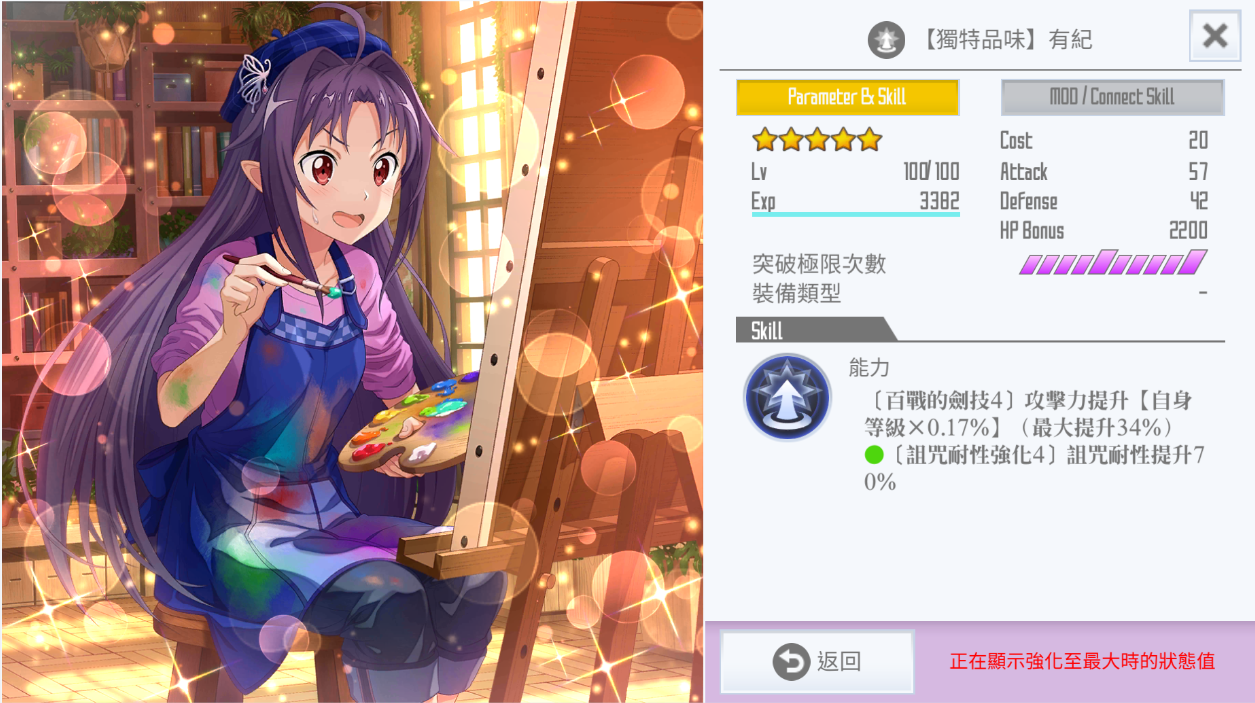 【獨特品味】有紀
Parameter & Skill
MOD / Connect Skill
Lv 100/100
Exp 3382
Cost 20
Attack 57
Defense 42
HP Bonus 2200
突破極限次數
裝備類型 -
Skill
能力
〔百戰的劍技4〕攻擊力提升【自身
等級×0.17%】（最大提升34%）
〔詛咒耐性強化4〕詛咒耐性提升7
0%
返回
正在顯示強化至最大時的狀態值